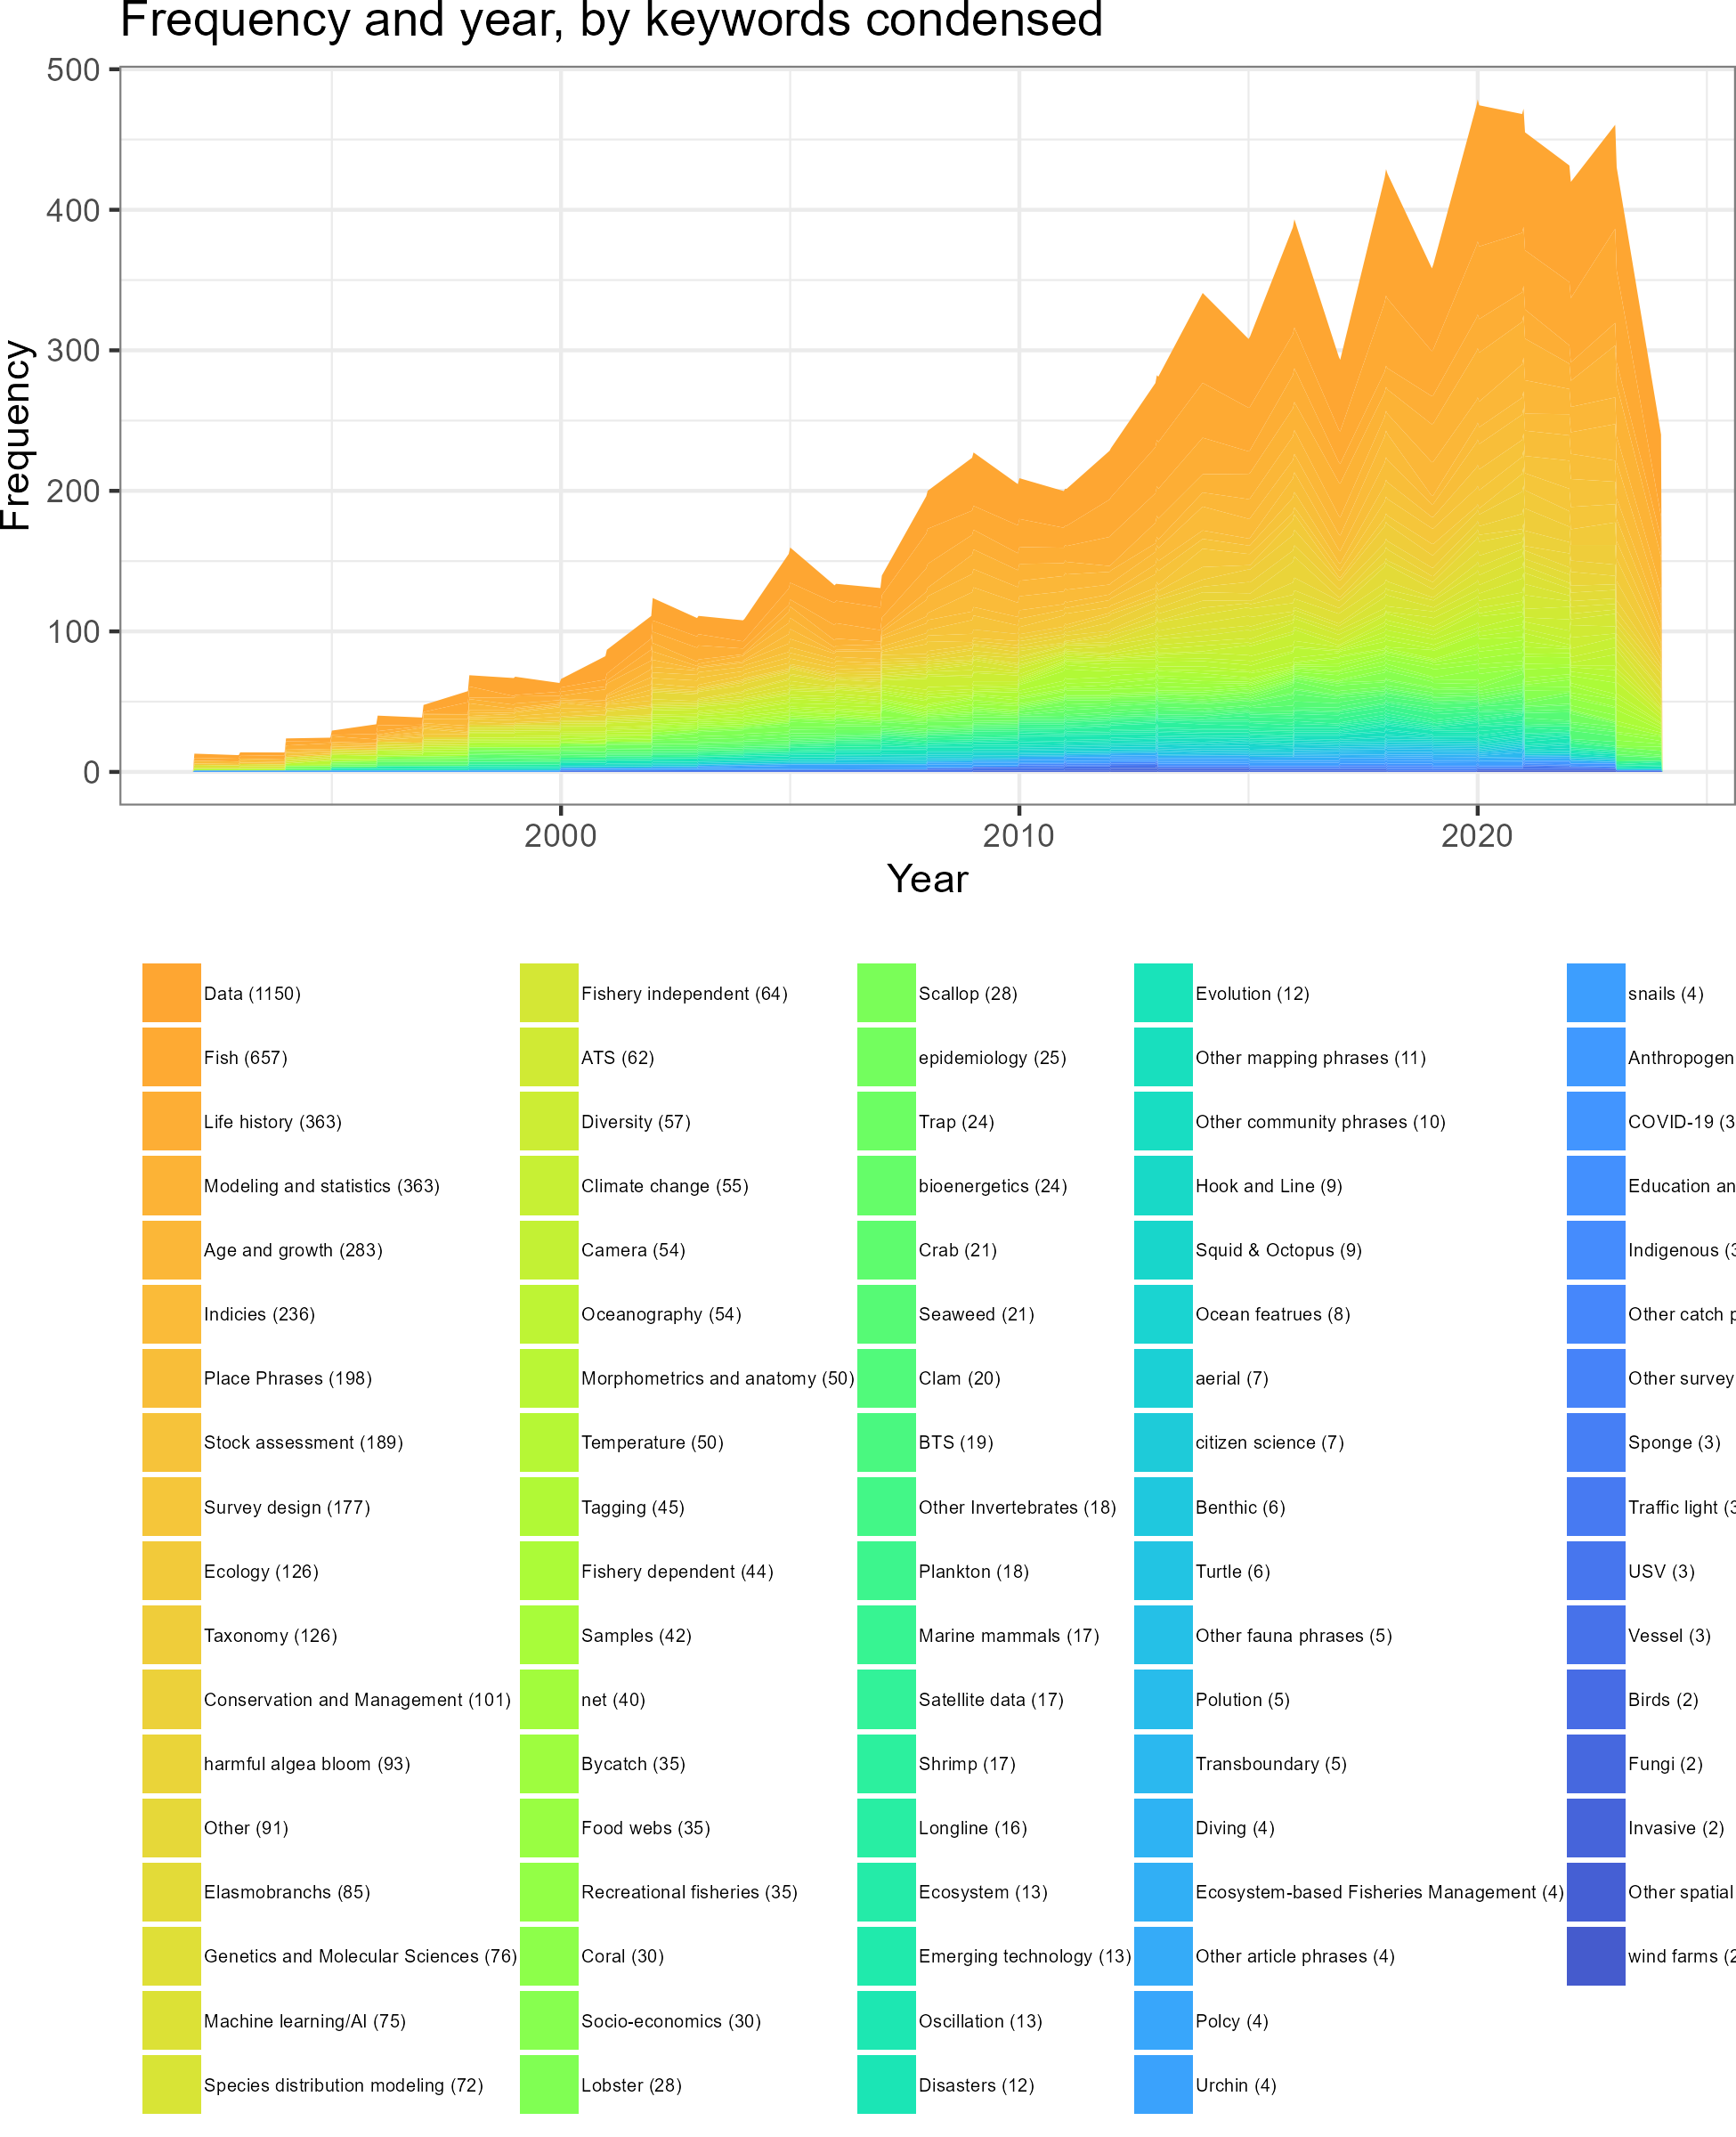 Frequency and year, by keywords condensed
500
400
300
200
100
0
Frequency
2000
2010
2020
Year
Data (1150)
Fish (657)
Life history (363)
Modeling and statistics (363)
Age and growth (283)
Indicies (236)
Place Phrases (198)
Stock assessment (189)
Survey design (177)
Ecology (126)
Taxonomy (126)
Conservation and Management (101)
harmful algea bloom (93)
Other (91)
Elasmobranchs (85)
Genetics and Molecular Sciences (76)
Machine learning/AI (75)
Species distribution modeling (72)
Fishery independent (64)
ATS (62)
Diversity (57)
Climate change (55)
Camera (54)
Oceanography (54)
Morphometrics and anatomy (50)
Temperature (50)
Tagging (45)
Fishery dependent (44)
Samples (42)
net (40)
Bycatch (35)
Food webs (35)
Recreational fisheries (35)
Coral (30)
Socio-economics (30)
Lobster (28)
Scallop (28)
epidemiology (25)
Trap (24)
bioenergetics (24)
Crab (21)
Seaweed (21)
Clam (20)
BTS (19)
Other Invertebrates (18)
Plankton (18)
Marine mammals (17)
Satellite data (17)
Shrimp (17)
Longline (16)
Ecosystem (13)
Emerging technology (13)
Oscillation (13)
Disasters (12)
Evolution (12)
Other mapping phrases (11)
Other community phrases (10)
Hook and Line (9)
Squid & Octopus (9)
Ocean featrues (8)
aerial (7)
citizen science (7)
Benthic (6)
Turtle (6)
Other fauna phrases (5)
Polution (5)
Transboundary (5)
Diving (4)
Ecosystem-based Fisheries Management (4)
Other article phrases (4)
Polcy (4)
Urchin (4)
snails (4)
Anthropogen
COVID-19 (3
Education an
Indigenous (3
Other catch p
Other survey
Sponge (3)
Traffic light (3
USV (3)
Vessel (3)
Birds (2)
Fungi (2)
Invasive (2)
Other spatial
wind farms (2